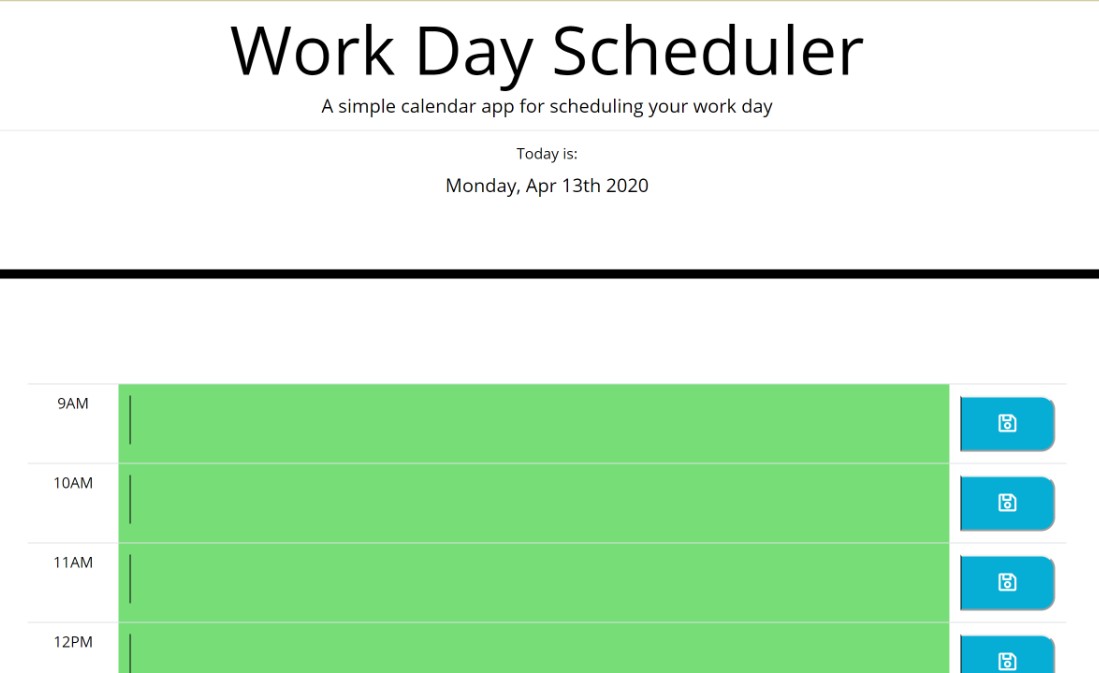 Work Day Scheduler
A simple calendar app for scheduling your work day
Today is:
Monday, Apr 13th 2020
9AM
10AM
11AM
12PM